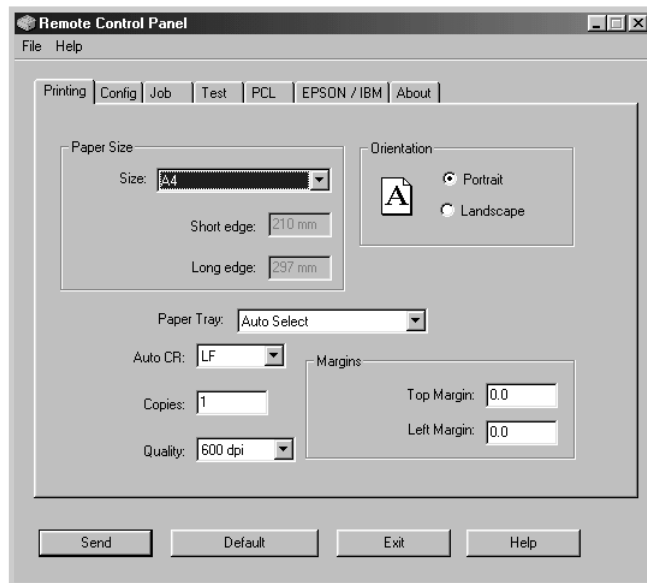 Remote Control Panel
File Help
Printing Config Job Test PCL EPSON / IBM About
Paper Size
Size: A4
Short edge: 210 mm
Long edge: 297 mm
Orientation
A
Portrait
Landscape
Paper Tray: Auto Select
Auto CR: LF
Copies: 1
Quality: 600 dpi
Margins
Top Margin: 0.0
Left Margin: 0.0
Send Default Exit Help